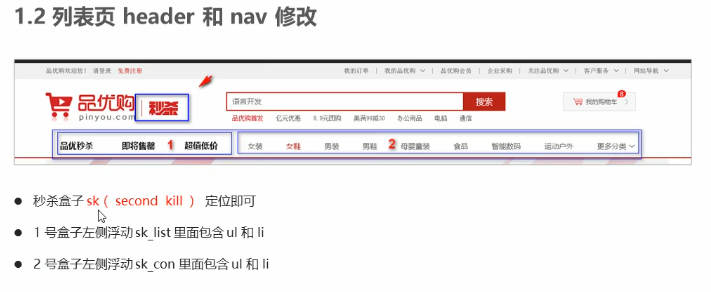 1.2 列表页 header 和 nav 修改
品优购欢迎您！ 请登录 免费注册 我的订单 | 我的品优购 | 品优购会员 | 企业采购 | 关注品优购 | 客户服务 | 网站导航
品优购 秒杀
pinyou.com
语言开发 搜索 我的购物车 8
品优购首发 亿元优惠 9.9元团购 美满99减30 办公用品 电脑 通信
品优秒杀 即将售罄 1 超值低价 女装 女鞋 男装 男鞋 2 母婴童装 食品 智能数码 运动户外 更多分类
● 秒杀盒子 sk ( second kill ) 定位即可
● 1 号盒子左侧浮动 sk_list 里面包含 ul 和 li
● 2 号盒子左侧浮动 sk_con 里面包含 ul 和 li